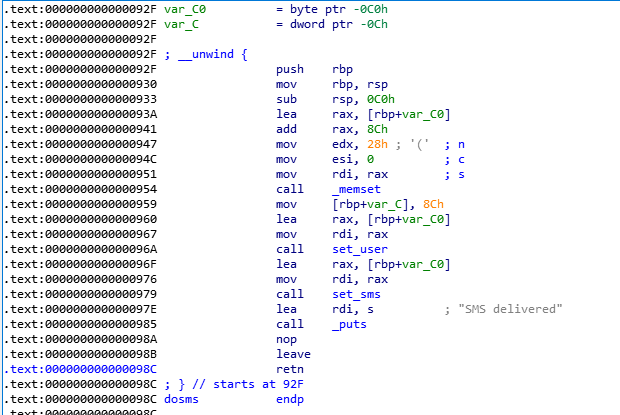 .text:000000000000092F var_C0 = byte ptr -0C0h
.text:000000000000092F var_C = dword ptr -0Ch
.text:000000000000092F
.text:000000000000092F ; __unwind {
.text:000000000000092F push rbp
.text:0000000000000930 mov rbp, rsp
.text:0000000000000933 sub rsp, 0C0h
.text:000000000000093A lea rax, [rbp+var_C0]
.text:0000000000000941 add rax, 8Ch
.text:0000000000000947 mov edx, 28h ; '(' ; n
.text:000000000000094C mov esi, 0 ; c
.text:0000000000000951 mov rdi, rax ; s
.text:0000000000000954 call _memset
.text:0000000000000959 mov [rbp+var_C], 8Ch
.text:0000000000000960 lea rax, [rbp+var_C0]
.text:0000000000000967 mov rdi, rax
.text:000000000000096A call set_user
.text:000000000000096F lea rax, [rbp+var_C0]
.text:0000000000000976 mov rdi, rax
.text:0000000000000979 call set_sms
.text:000000000000097E lea rdi, s ; "SMS delivered"
.text:0000000000000985 call _puts
.text:000000000000098A nop
.text:000000000000098B leave
.text:000000000000098C retn
.text:000000000000098C ; } // starts at 92F
.text:000000000000098C dosms endp
.text:000000000000098C